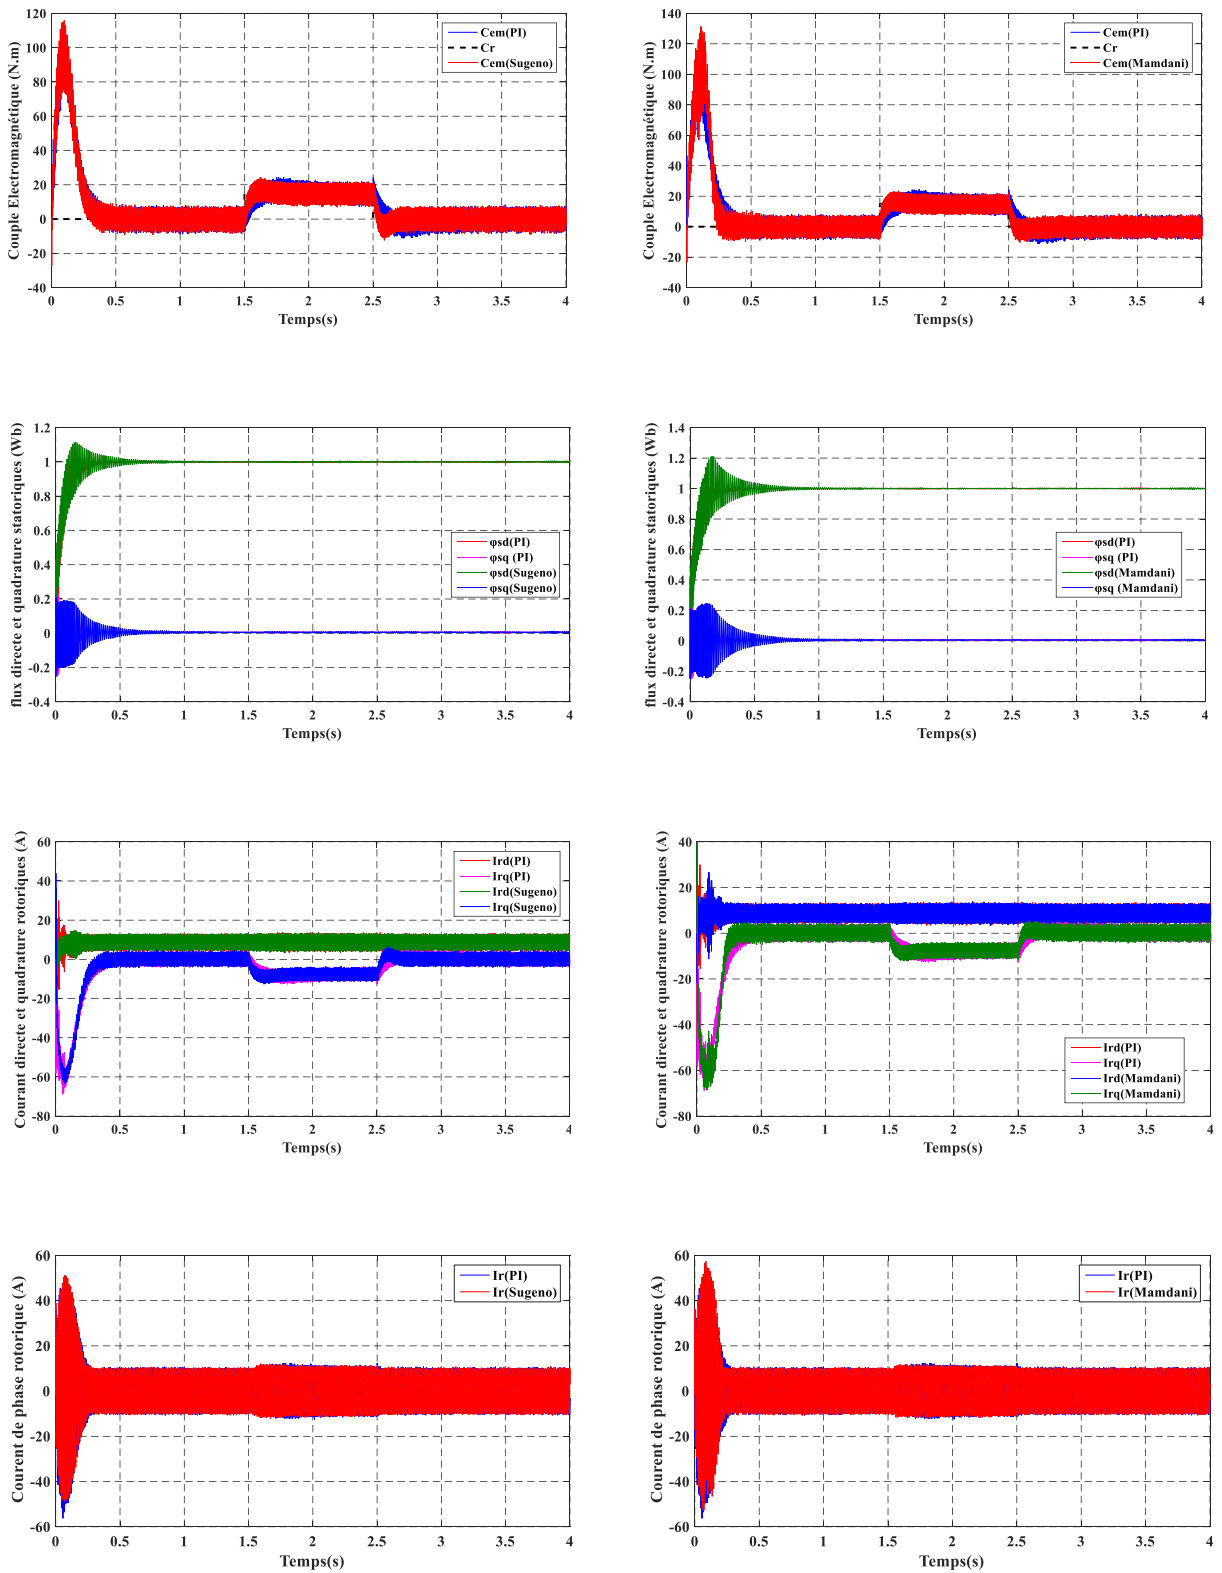 Couple Electromagnétique (N.m)
120
100
80
60
40
20
0
-20
-40
Cem(PI)
Cr
Cem(Sugeno)
0 0.5 1 1.5 2 2.5 3 3.5 4
Temps(s)
Couple Electromagnétique (N.m)
140
120
100
80
60
40
20
0
-20
-40
Cem(PI)
Cr
Cem(Mamdani)
0 0.5 1 1.5 2 2.5 3 3.5 4
Temps(s)
flux directe et quadrature statoriques (Wb)
1.2
1
0.8
0.6
0.4
0.2
0
-0.2
-0.4
φsd(PI)
φsq (PI)
φsd(Sugeno)
φsq(Sugeno)
0 0.5 1 1.5 2 2.5 3 3.5 4
Temps(s)
flux directe et quadrature statoriques (Wb)
1.4
1.2
1
0.8
0.6
0.4
0.2
0
-0.2
-0.4
φsd(PI)
φsq (PI)
φsd(Mamdani)
φsq (Mamdani)
0 0.5 1 1.5 2 2.5 3 3.5 4
Temps(s)
Courant directe et quadrature rotoriques (A)
60
40
20
0
-20
-40
-60
-80
Ird(PI)
Irq(PI)
Ird(Sugeno)
Irq(Sugeno)
0 0.5 1 1.5 2 2.5 3 3.5 4
Temps(s)
Courant directe et quadrature rotoriques (A)
40
20
0
-20
-40
-60
-80
Ird(PI)
Irq(PI)
Ird(Mamdani)
Irq(Mamdani)
0 0.5 1 1.5 2 2.5 3 3.5 4
Temps(s)
Courent de phase rotorique (A)
60
40
20
0
-20
-40
-60
Ir(PI)
Ir(Sugeno)
0 0.5 1 1.5 2 2.5 3 3.5 4
Temps(s)
Courent de phase rotorique (A)
60
40
20
0
-20
-40
-60
Ir(PI)
Ir(Mamdani)
0 0.5 1 1.5 2 2.5 3 3.5 4
Temps(s)